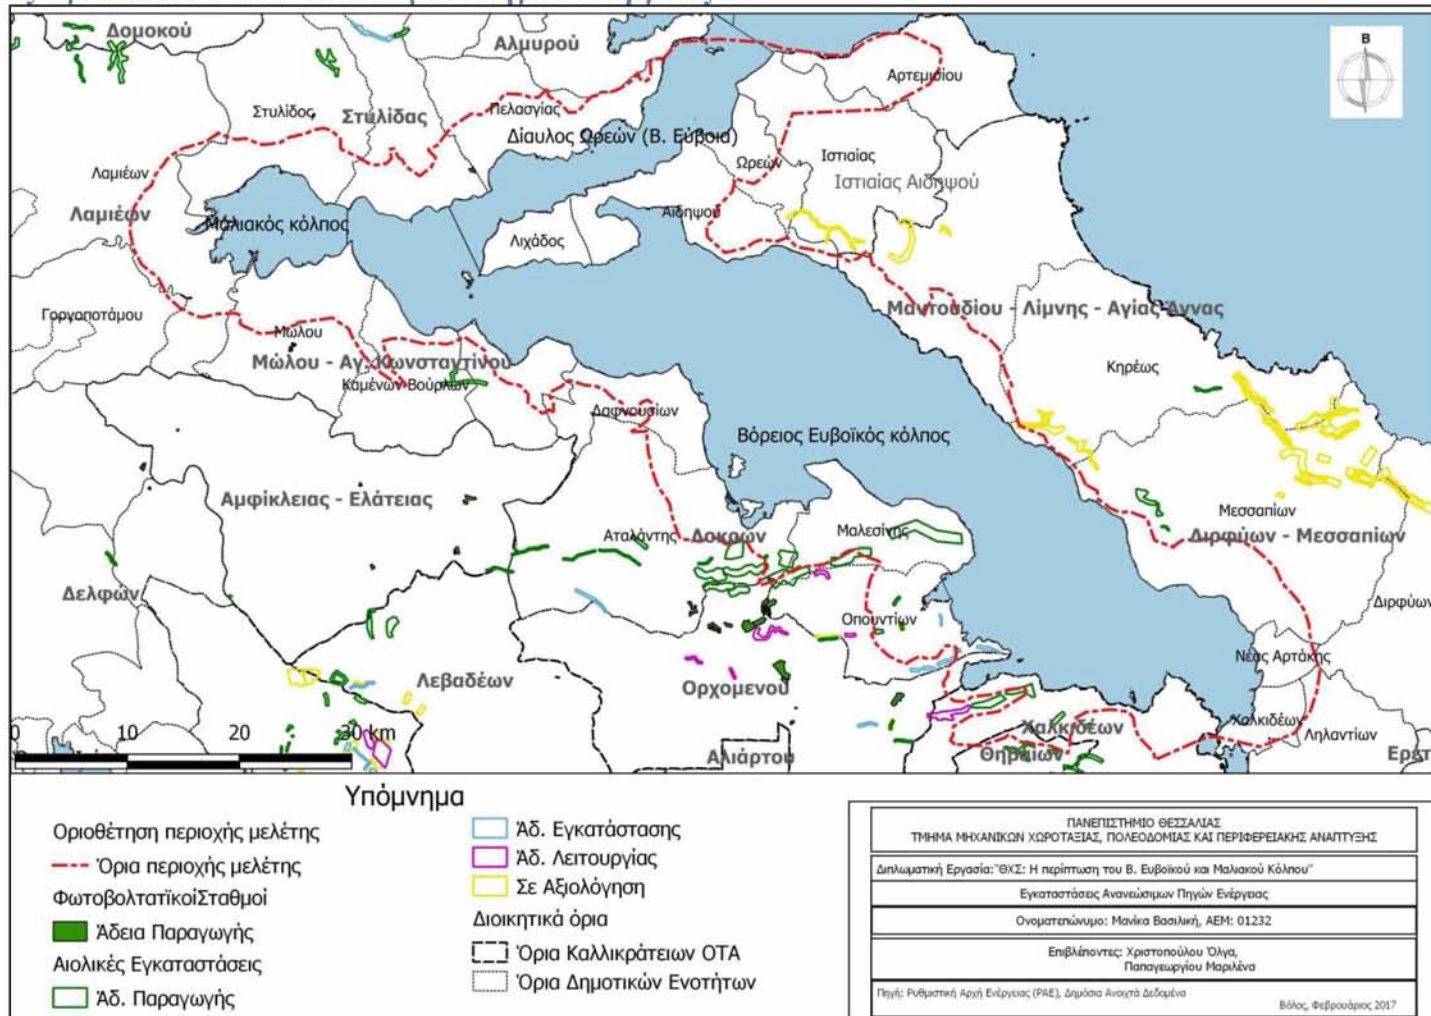 Δομοκού
Αλμυρού
Β
Αρτεμισίου
Στυλίδος
Στυλίδας
Πελασγίας
Δίαυλος Ωρεών (Β. Εύβοια)
Ωρεών
Ιστιαίας
Ιστιαίας Αιδηψού
Λαμιέων
Λαμιέων
Μαλιακός κόλπος
Αιδηψού
Λιχάδος
Γοργοποτάμου
Μώλου
Μώλου - Αγ. Κωνσταντίνου
Καμένων Βούρλων
Μαντουδίου - Λίμνης - Αγίας Άννας
Κηρέως
Δαφνουσίων
Βόρειος Ευβοϊκός κόλπος
Αμφίκλειας - Ελάτειας
Μεσσαπίων
Αταλάντης
Δοκρών
Μαλεσίνης
Διρφύων - Μεσσαπίων
Δελφών
Διρφύων
Οπουντίων
Νέας Αρτάκης
Λεβαδέων
Ορχομενού
Χαλκιδέων
Χαλκιδέων
Ληλαντίων
Αλιάρτου
Θηβαίων
Ερετ
0 10 20 30 km
Υπόμνημα
Οριοθέτηση περιοχής μελέτης
Όρια περιοχής μελέτης
ΦωτοβολταϊκοίΣταθμοί
Άδεια Παραγωγής
Αιολικές Εγκαταστάσεις
Άδ. Παραγωγής
Άδ. Εγκατάστασης
Άδ. Λειτουργίας
Σε Αξιολόγηση
Διοικητικά όρια
Όρια Καλλικράτειων ΟΤΑ
Όρια Δημοτικών Ενοτήτων
ΠΑΝΕΠΙΣΤΗΜΙΟ ΘΕΣΣΑΛΙΑΣ
ΤΜΗΜΑ ΜΗΧΑΝΙΚΩΝ ΧΩΡΟΤΑΞΙΑΣ, ΠΟΛΕΟΔΟΜΙΑΣ ΚΑΙ ΠΕΡΙΦΕΡΕΙΑΚΗΣ ΑΝΑΠΤΥΞΗΣ
Διπλωματική Εργασία:"ΘΧΣ: Η περίπτωση του Β. Ευβοϊκού και Μαλιακού Κόλπου"
Εγκαταστάσεις Ανανεώσιμων Πηγών Ενέργειας
Ονοματεπώνυμο: Μανίκα Βασιλική, ΑΕΜ: 01232
Επιβλέποντες: Χριστοπούλου Όλγα,
Παπαγεωργίου Μαριλένα
Πηγή: Ρυθμιστική Αρχή Ενέργειας (ΡΑΕ), Δημόσια Ανοιχτά Δεδομένα
Βόλος, Φεβρουάριος 2017